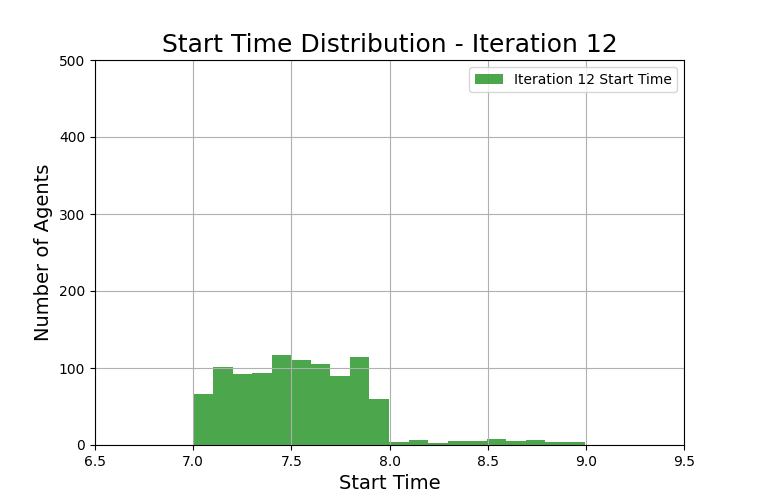 Start Time Distribution - Iteration 12
500
400
300
200
100
0
Number of Agents
Iteration 12 Start Time
6.5 7.0 7.5 8.0 8.5 9.0 9.5
Start Time